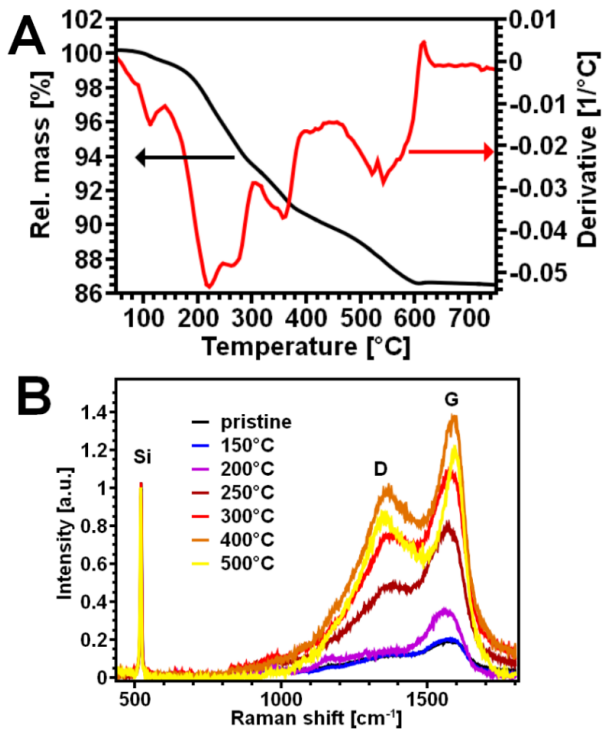 A
102
100
98
96
94
92
90
88
86
Rel. mass [%]
100 200 300 400 500 600 700
Temperature [°C]
0.01
0
-0.01
-0.02
-0.03
-0.04
-0.05
Derivative [1/°C]
B
1.4
1.2
1
0.8
0.6
0.4
0.2
0
Intensity [a.u.]
Si
D
G
pristine
150°C
200°C
250°C
300°C
400°C
500°C
500 1000 1500
Raman shift [cm⁻¹]